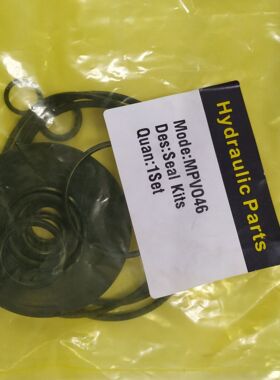 Hydraulic Parts
Mode:MPV046
Des:Seal Kits
Quan:1Set